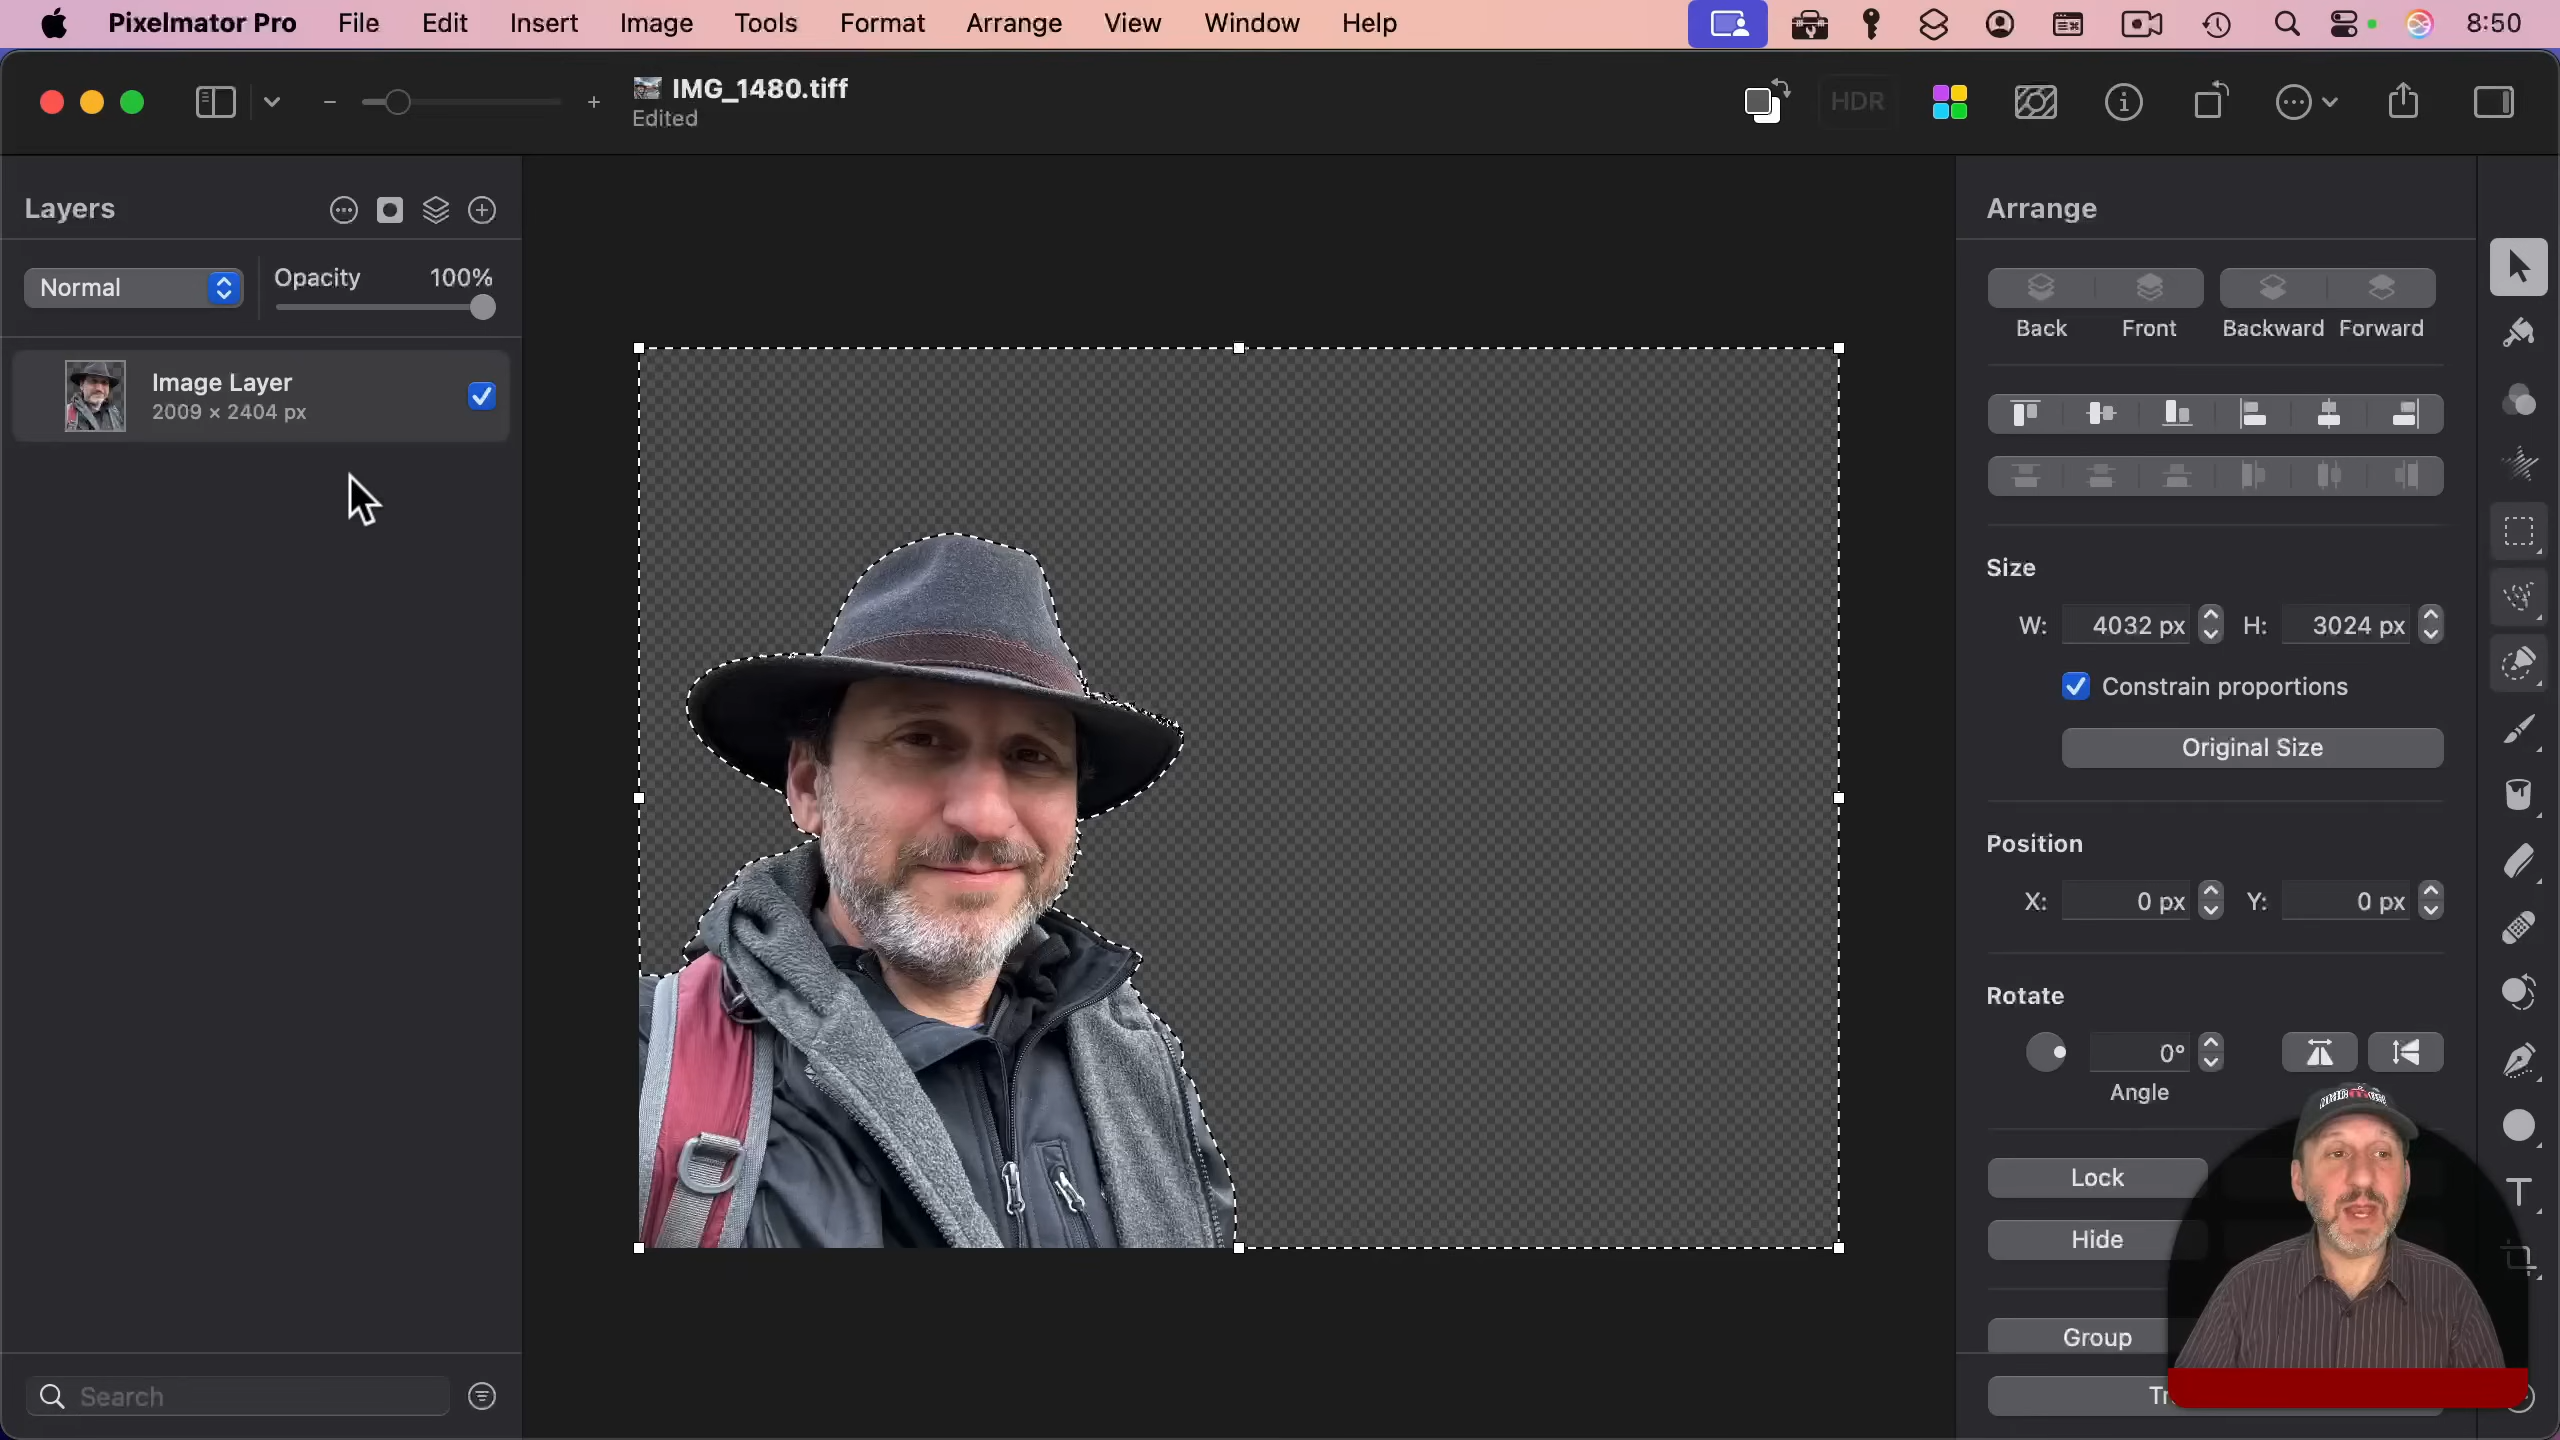 Pixelmator Pro File Edit Insert Image Tools Format Arrange View Window Help 8:50
IMG_1480.tiff
Edited
HDR
Layers
Normal
Opacity 100%
Image Layer
2009 × 2404 px
Search
Arrange
Back Front Backward Forward
Size
W: 4032 px H: 3024 px
Constrain proportions
Original Size
Position
X: 0 px Y: 0 px
Rotate
0°
Angle
Lock
Hide
Group